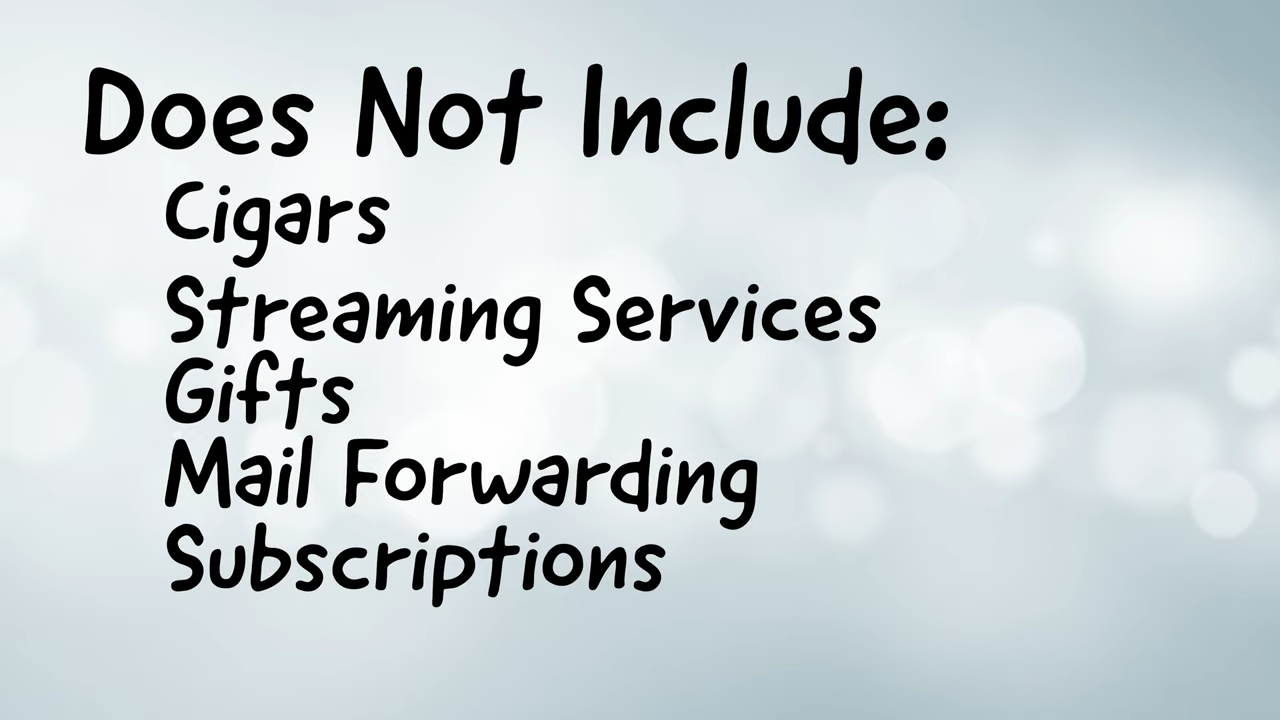 Does Not Include:
Cigars
Streaming Services
Gifts
Mail Forwarding
Subscriptions